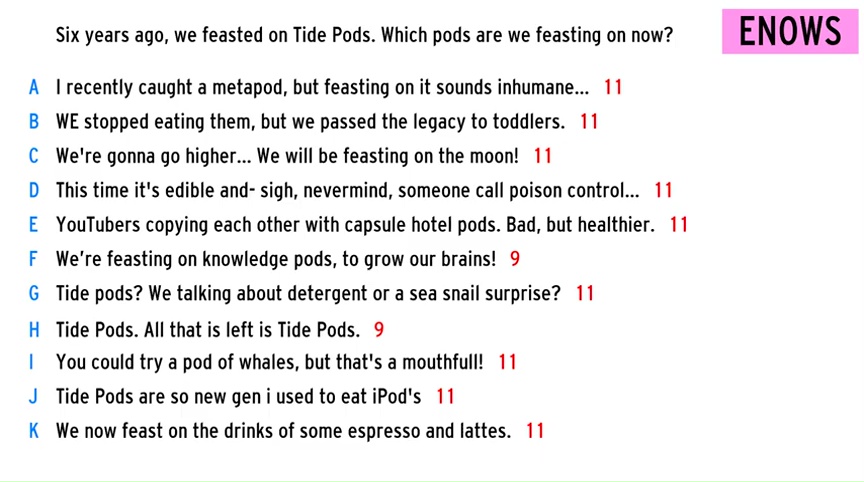 Six years ago, we feasted on Tide Pods. Which pods are we feasting on now?
ENOWS
A I recently caught a metapod, but feasting on it sounds inhumane... 11
B WE stopped eating them, but we passed the legacy to toddlers. 11
C We're gonna go higher... We will be feasting on the moon! 11
D This time it's edible and- sigh, nevermind, someone call poison control... 11
E YouTubers copying each other with capsule hotel pods. Bad, but healthier. 11
F We’re feasting on knowledge pods, to grow our brains! 9
G Tide pods? We talking about detergent or a sea snail surprise? 11
H Tide Pods. All that is left is Tide Pods. 9
I You could try a pod of whales, but that's a mouthfull! 11
J Tide Pods are so new gen i used to eat iPod's 11
K We now feast on the drinks of some espresso and lattes. 11